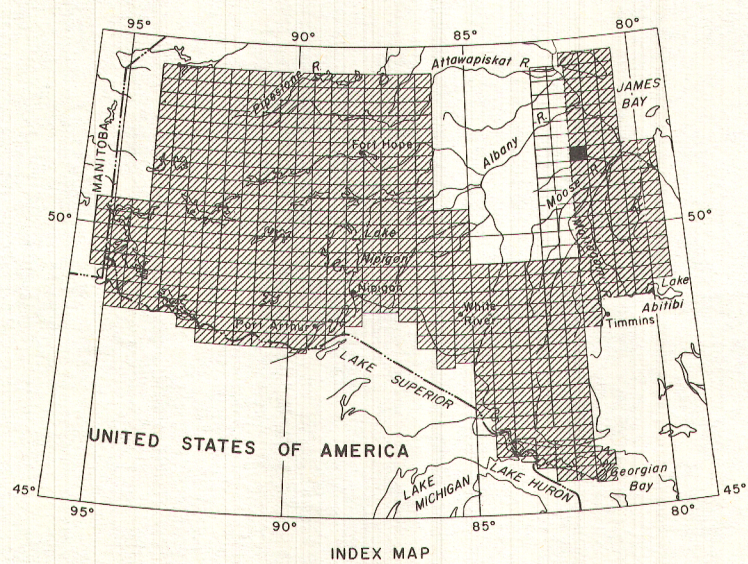 95°
90°
85°
80°
Attawapiskat R.
Pipestone R.
JAMES
BAY
MANITOBA
Fort Hope
Albany R.
Moose R.
50°
50°
Lake
Nipigon
Mattagami R.
Nipigon
Lake
Abitibi
White
River
Timmins
Port Arthur
LAKE SUPERIOR
UNITED STATES OF AMERICA
Georgian
Bay
LAKE HURON
LAKE
MICHIGAN
45°
45°
95°
90°
85°
80°
INDEX MAP